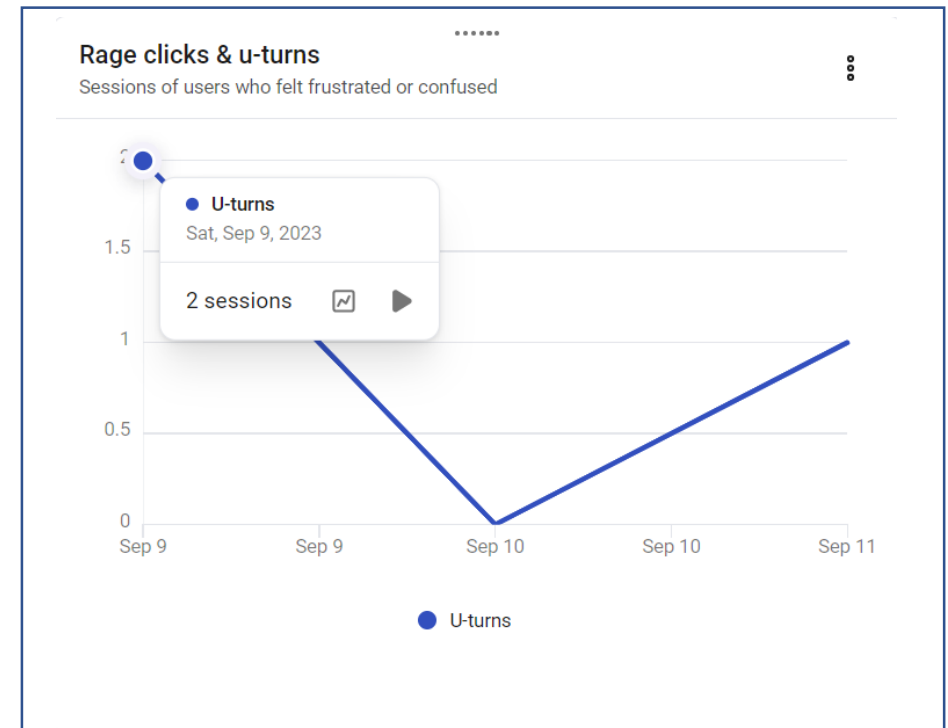 Rage clicks & u-turns
Sessions of users who felt frustrated or confused
2
U-turns
Sat, Sep 9, 2023
2 sessions
1.5
1
0.5
0
Sep 9 Sep 9 Sep 10 Sep 10 Sep 11
U-turns